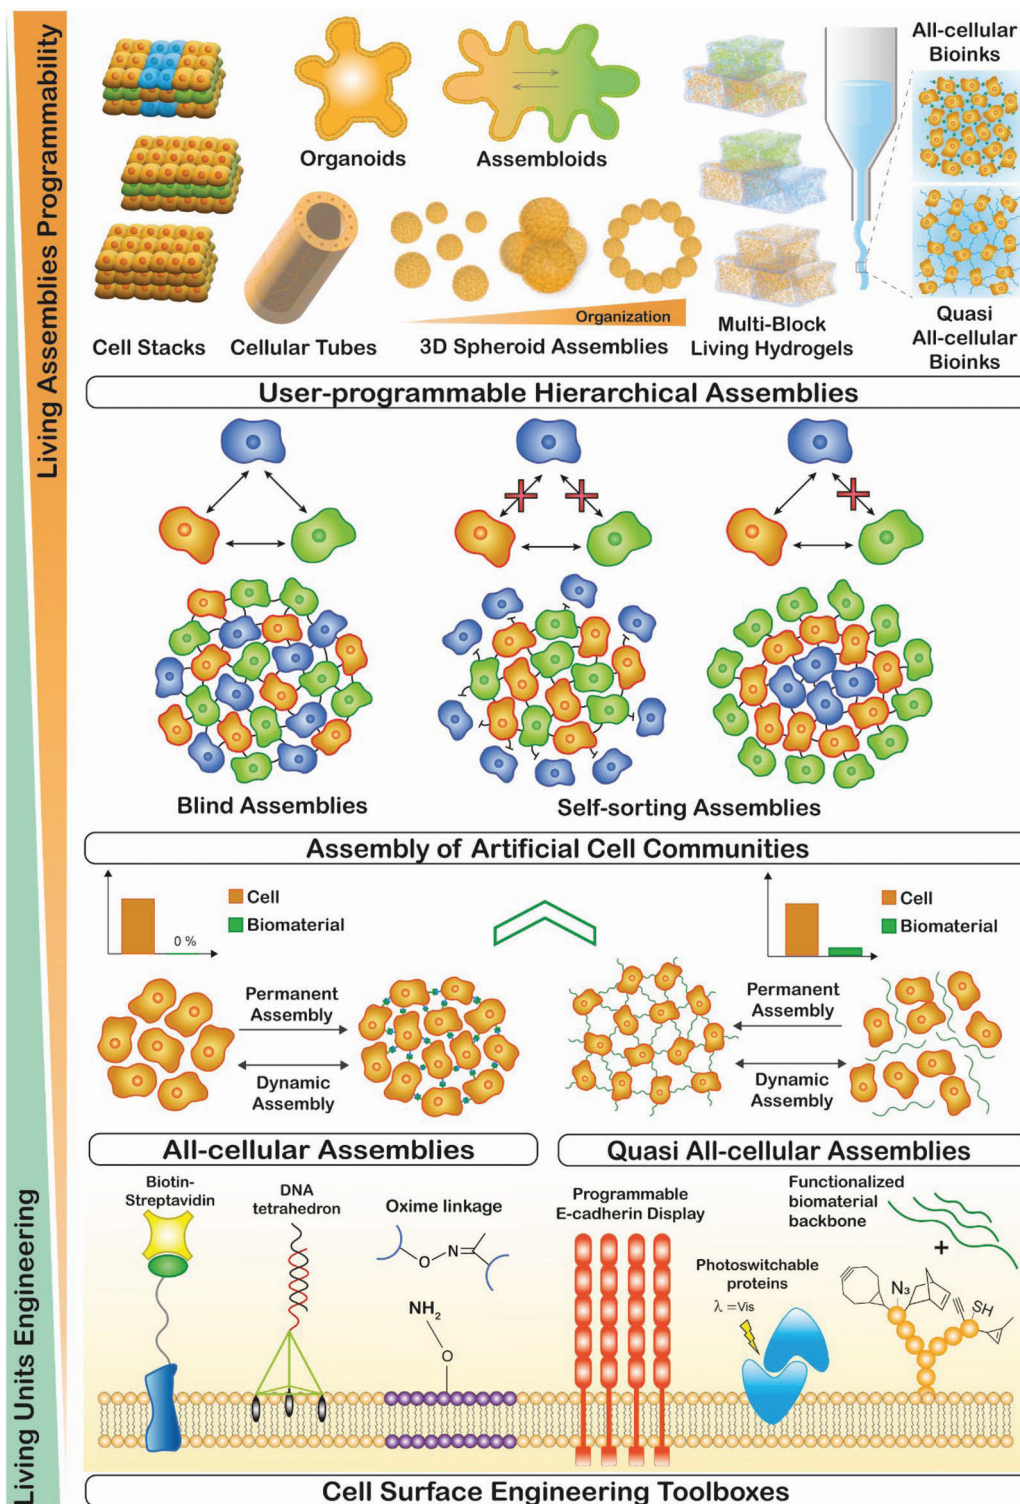 Living Assemblies Programmability
Living Units Engineering
All-cellular
Bioinks
Organoids
Assembloids
Organization
Cell Stacks
Cellular Tubes
3D Spheroid Assemblies
Multi-Block
Living Hydrogels
Quasi
All-cellular
Bioinks
User-programmable Hierarchical Assemblies
Blind Assemblies
Self-sorting Assemblies
Assembly of Artificial Cell Communities
Cell
Biomaterial
0 %
Cell
Biomaterial
Permanent
Assembly
Dynamic
Assembly
Permanent
Assembly
Dynamic
Assembly
All-cellular Assemblies
Quasi All-cellular Assemblies
Biotin-
Streptavidin
DNA
tetrahedron
Oxime linkage
O
N
NH2
O
Programmable
E-cadherin Display
Photoswitchable
proteins
λ =Vis
Functionalized
biomaterial
backbone
+
N3
SH
Cell Surface Engineering Toolboxes